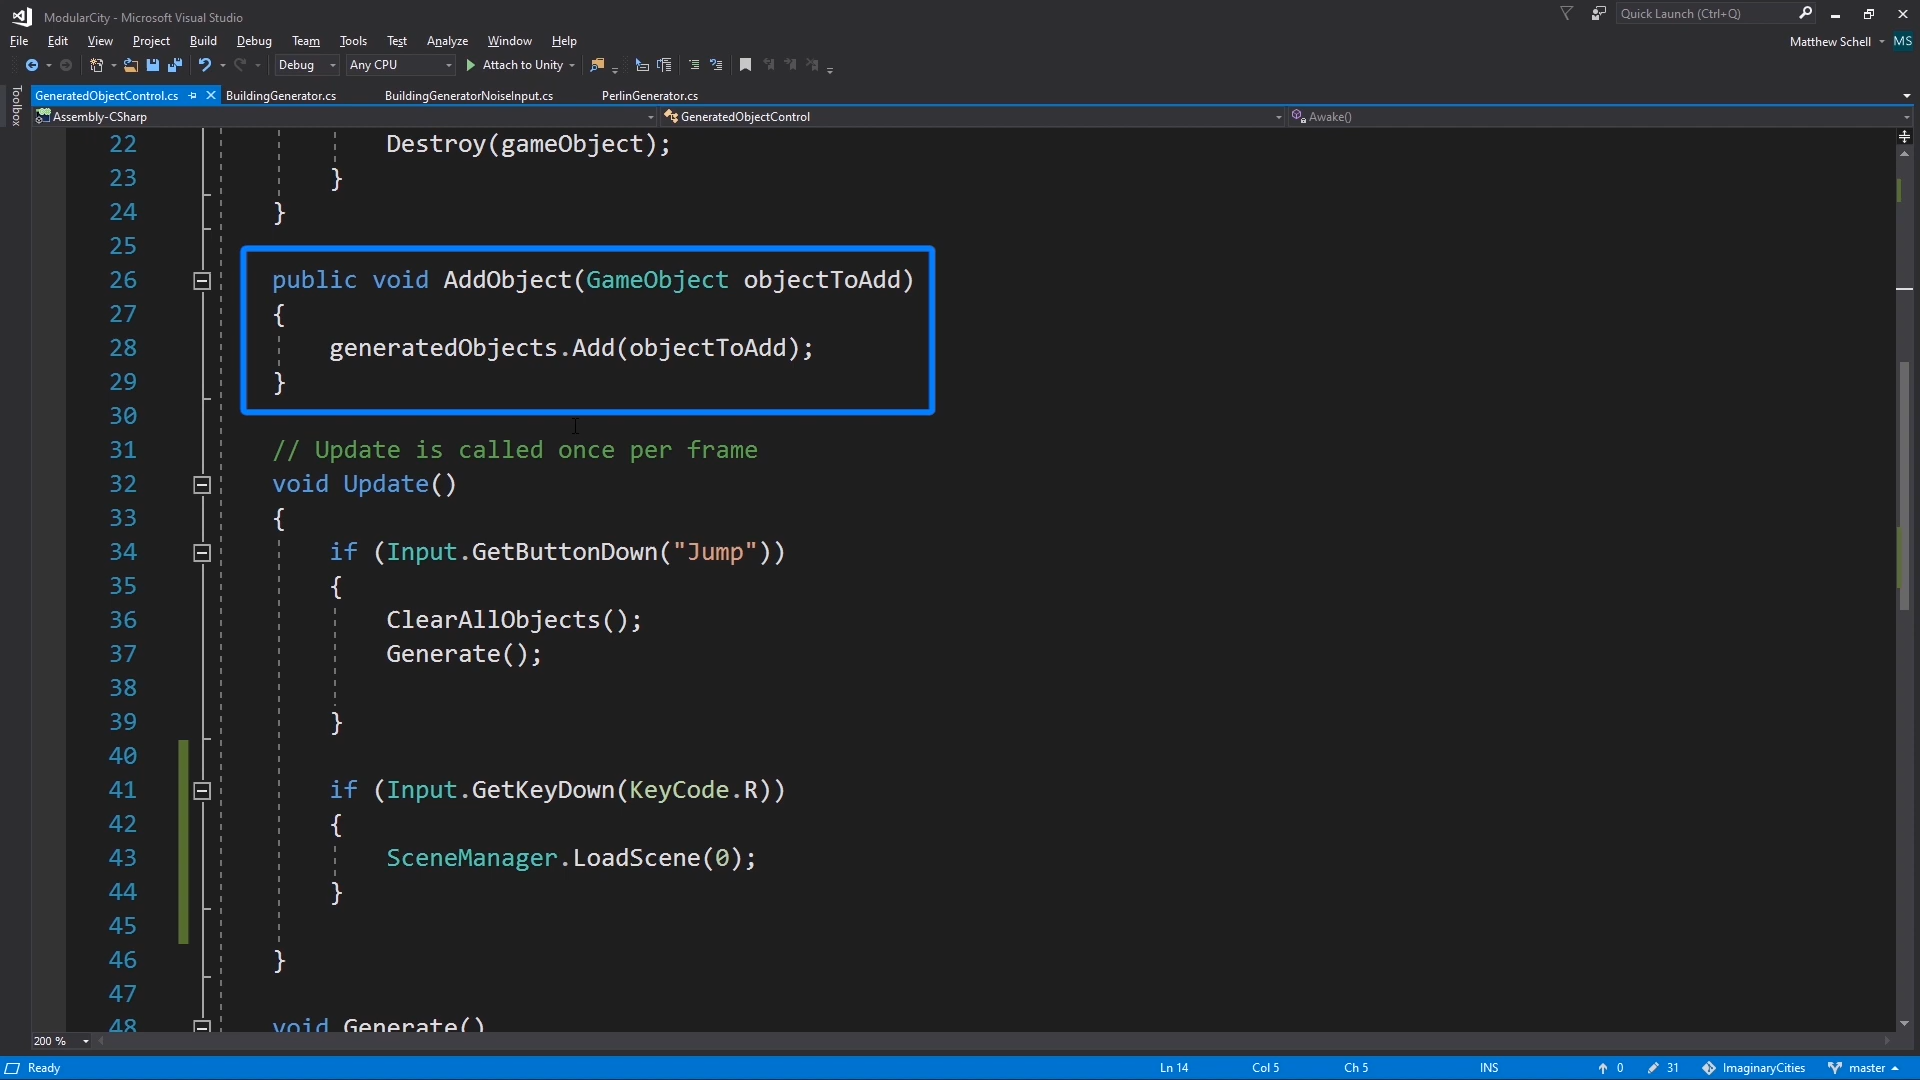 ModularCity - Microsoft Visual Studio
Quick Launch (Ctrl+Q)
File Edit View Project Build Debug Team Tools Test Analyze Window Help
Matthew Schell MS
Debug Any CPU Attach to Unity
Toolbox
GeneratedObjectControl.cs BuildingGenerator.cs BuildingGeneratorNoiseInput.cs PerlinGenerator.cs
Assembly-CSharp GeneratedObjectControl Awake()
22 Destroy(gameObject);
23 }
24 }
25
26 public void AddObject(GameObject objectToAdd)
27 {
28 generatedObjects.Add(objectToAdd);
29 }
30
31 // Update is called once per frame
32 void Update()
33 {
34 if (Input.GetButtonDown("Jump"))
35 {
36 ClearAllObjects();
37 Generate();
38
39 }
40
41 if (Input.GetKeyDown(KeyCode.R))
42 {
43 SceneManager.LoadScene(0);
44 }
45
46 }
47
48 void Generate()
200 %
Ready Ln 14 Col 5 Ch 5 INS 0 31 ImaginaryCities master